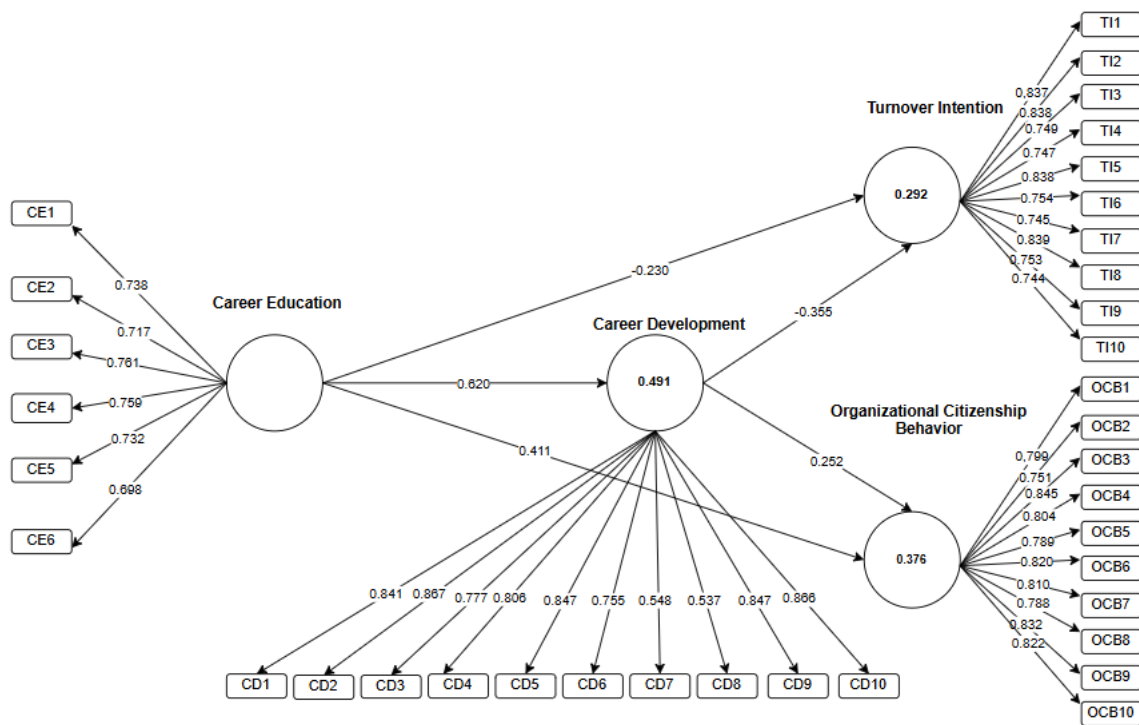 TI1
TI2
TI3
TI4
TI5
TI6
TI7
TI8
TI9
TI10
0,837
0.838
0.749
0.747
0.838
0.754
0.745
0.839
0.753
0.744
Turnover Intention
0.292
CE1
CE2
CE3
CE4
CE5
CE6
0.738
0.717
0.761
0.759
0.732
0.698
Career Education
-0.230
Career Development
-0.355
0.620
0.491
0.411
0.252
Organizational Citizenship
Behavior
0.376
OCB1
OCB2
OCB3
OCB4
OCB5
OCB6
OCB7
OCB8
OCB9
OCB10
0,799
0.751
0.845
0.804
0.789
0.820
0.810
0.788
0.832
0.822
0.841
0.867
0.777
0.806
0.847
0.755
0.548
0.537
0.847
0.866
CD1
CD2
CD3
CD4
CD5
CD6
CD7
CD8
CD9
CD10